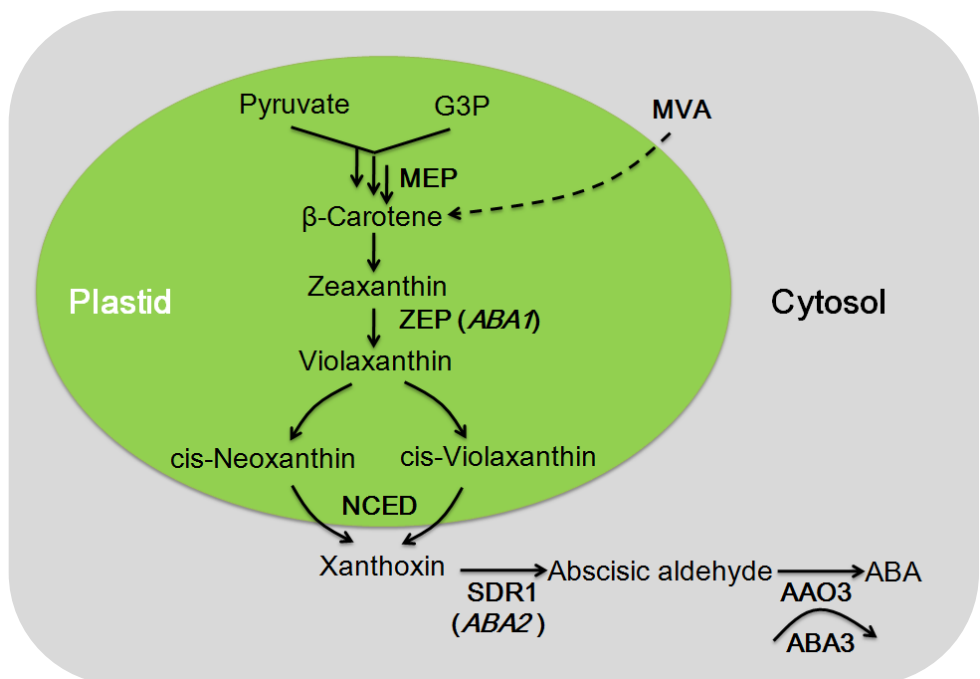 Pyruvate
G3P
MVA
MEP
β-Carotene
Zeaxanthin
Plastid
Cytosol
ZEP (ABA1)
Violaxanthin
cis-Neoxanthin
cis-Violaxanthin
NCED
Xanthoxin
Abscisic aldehyde
ABA
SDR1
AAO3
(ABA2)
ABA3